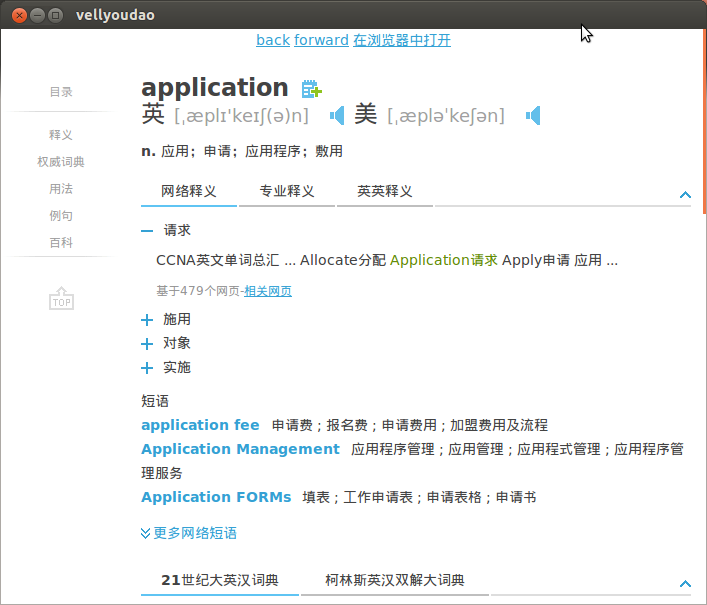 vellyoudao
back forward 在浏览器中打开
目录
释义
权威词典
用法
例句
百科
TOP
application
英 [ˌæplɪˈkeɪʃ(ə)n] 美 [ˌæpləˈkeʃən]
n. 应用；申请；应用程序；敷用
网络释义 专业释义 英英释义
请求
CCNA英文单词总汇 ... Allocate分配 Application请求 Apply申请 应用 ...
基于479个网页-相关网页
施用
对象
实施
短语
application fee 申请费 ; 报名费 ; 申请费用 ; 加盟费用及流程
Application Management 应用程序管理 ; 应用管理 ; 应用程式管理 ; 应用程序管
理服务
Application FORMs 填表 ; 工作申请表 ; 申请表格 ; 申请书
更多网络短语
21世纪大英汉词典 柯林斯英汉双解大词典